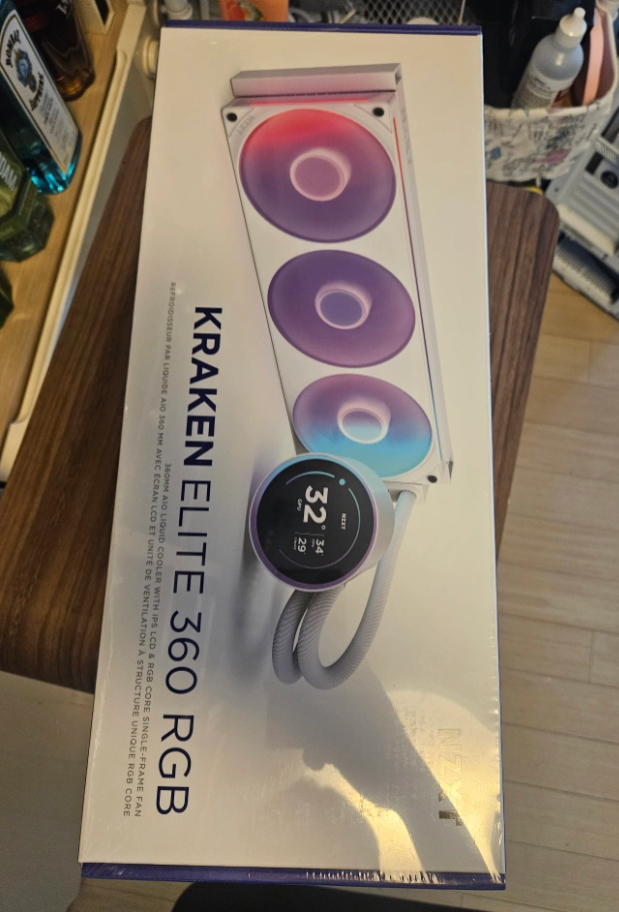 KRAKEN ELITE 360 RGB
360MM AIO LIQUID COOLER WITH IPS LCD & RGB CORE SINGLE-FRAME FAN
REFROIDISSEUR PAR LIQUIDE AIO 360 MM AVEC ÉCRAN LCD ET UNITÉ DE VENTILATION À STRUCTURE UNIQUE RGB CORE
NZXT
32°
34°
29°
NZXT